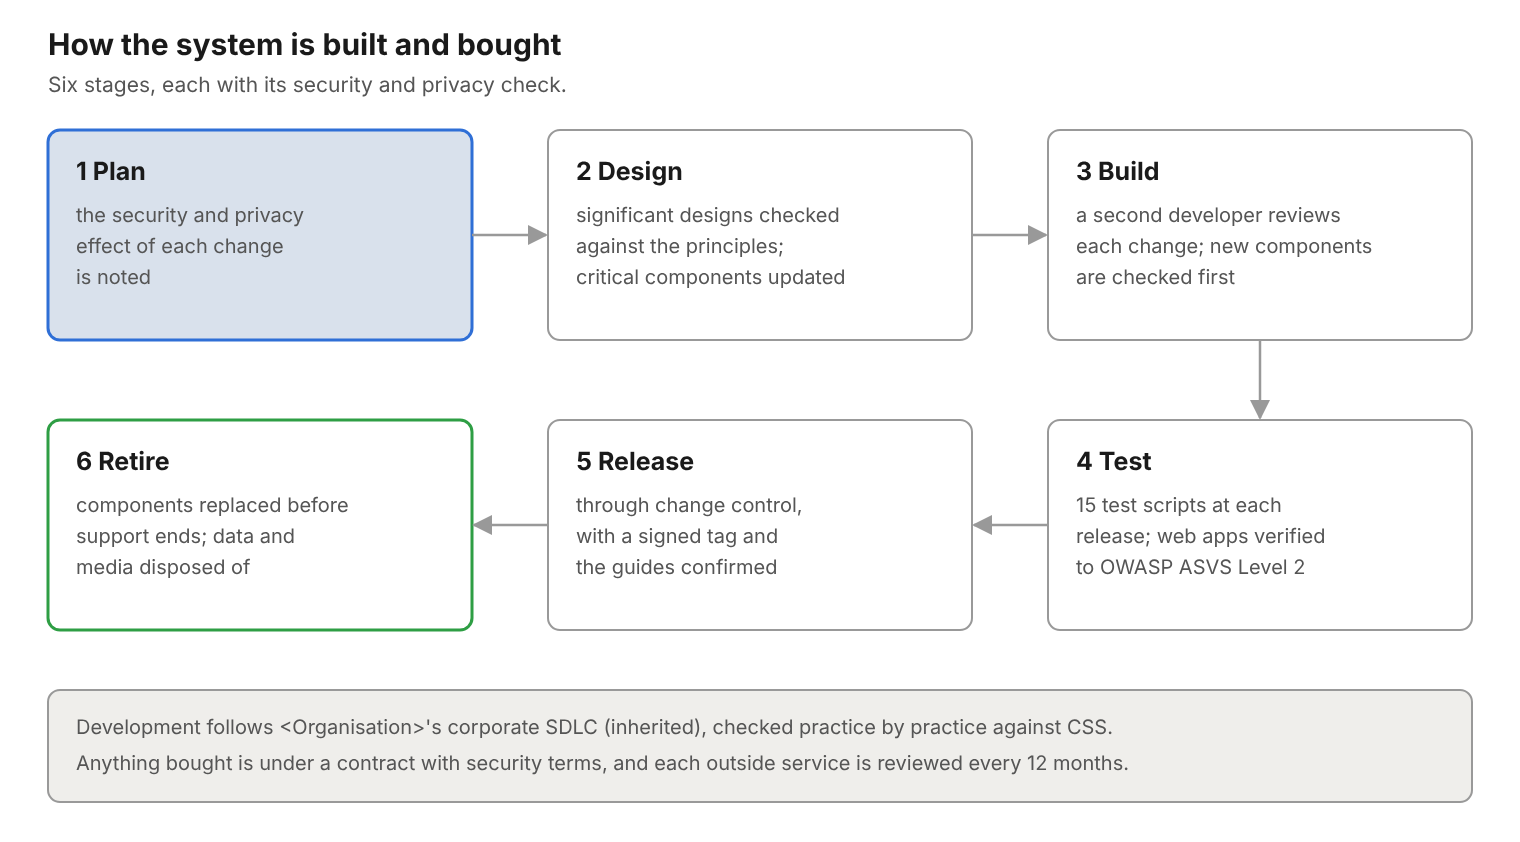 How the system is built and bought
Six stages, each with its security and privacy check.
1 Plan
the security and privacy
effect of each change
is noted
2 Design
significant designs checked
against the principles;
critical components updated
3 Build
a second developer reviews
each change; new components
are checked first
4 Test
15 test scripts at each
release; web apps verified
to OWASP ASVS Level 2
5 Release
through change control,
with a signed tag and
the guides confirmed
6 Retire
components replaced before
support ends; data and
media disposed of
Development follows <Organisation>'s corporate SDLC (inherited), checked practice by practice against CSS.
Anything bought is under a contract with security terms, and each outside service is reviewed every 12 months.